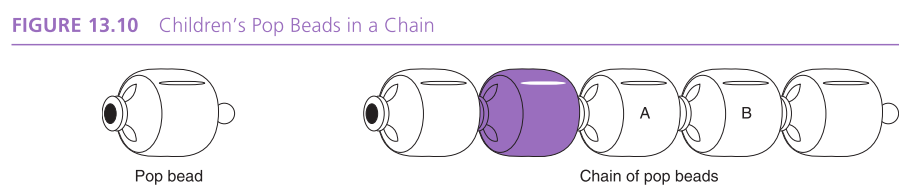 FIGURE 13.10 Children’s Pop Beads in a Chain
A B
Pop bead Chain of pop beads